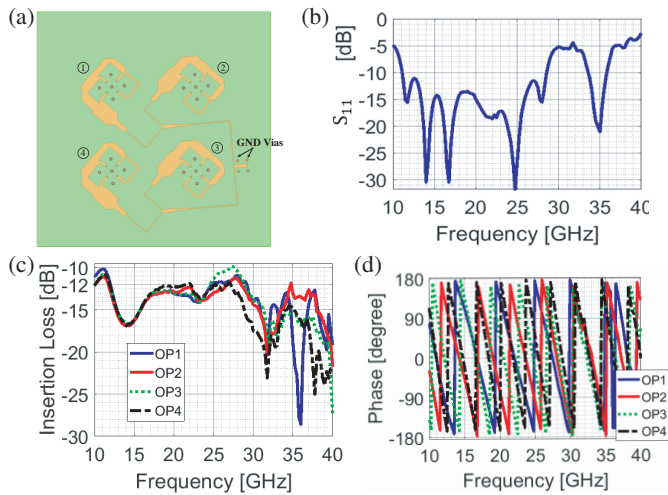 (a)
①
②
④
③
GND Vias
(b)
S11 [dB]
0
-5
-10
-15
-20
-25
-30
10 15 20 25 30 35 40
Frequency [GHz]
(c)
Insertion Loss [dB]
-10
-12
-15
-20
-25
-30
OP1
OP2
OP3
OP4
10 15 20 25 30 35 40
Frequency [GHz]
(d)
Phase [degree]
180
90
0
-90
-180
OP1
OP2
OP3
OP4
10 15 20 25 30 35 40
Frequency [GHz]